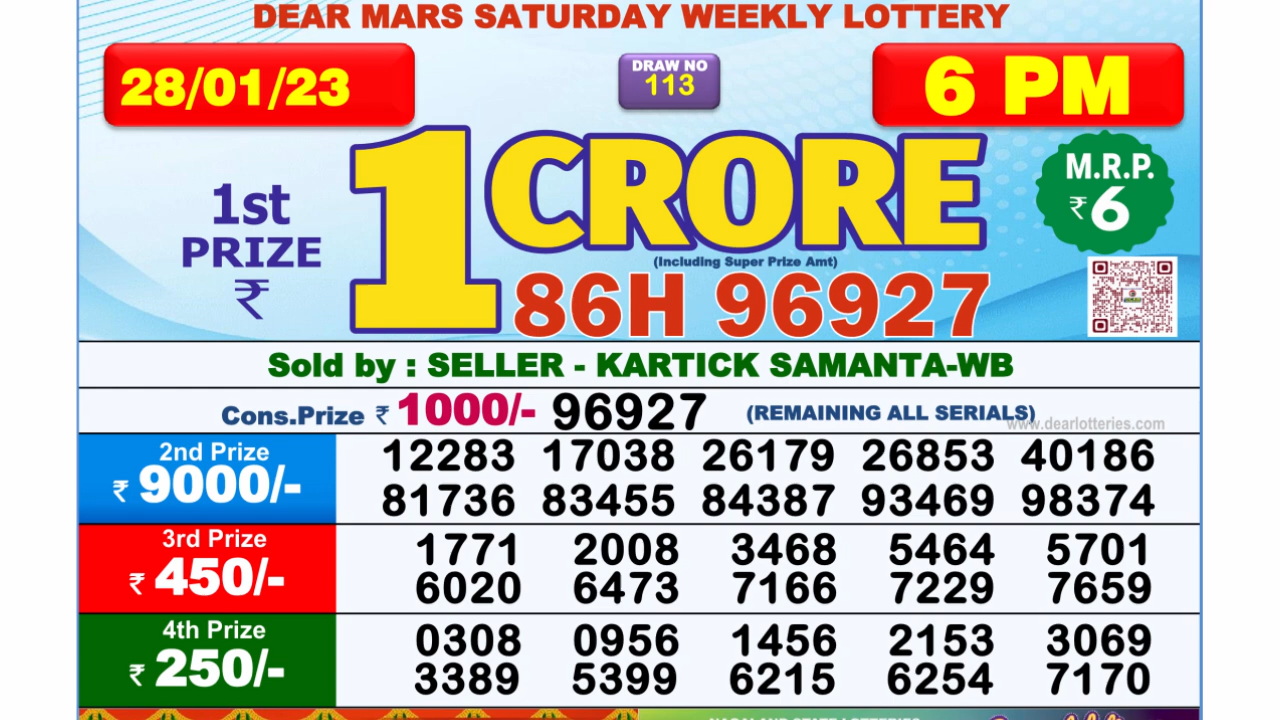 DEAR MARS SATURDAY WEEKLY LOTTERY
28/01/23
DRAW NO
113
6 PM
1st
PRIZE
₹
1 CRORE
(Including Super Prize Amt)
86H 96927
M.R.P.
₹6
Sold by : SELLER - KARTICK SAMANTA-WB
Cons.Prize ₹ 1000/- 96927 (REMAINING ALL SERIALS)
www.dearlotteries.com
2nd Prize
₹ 9000/-
12283 17038 26179 26853 40186
81736 83455 84387 93469 98374
3rd Prize
₹ 450/-
1771 2008 3468 5464 5701
6020 6473 7166 7229 7659
4th Prize
₹ 250/-
0308 0956 1456 2153 3069
3389 5399 6215 6254 7170